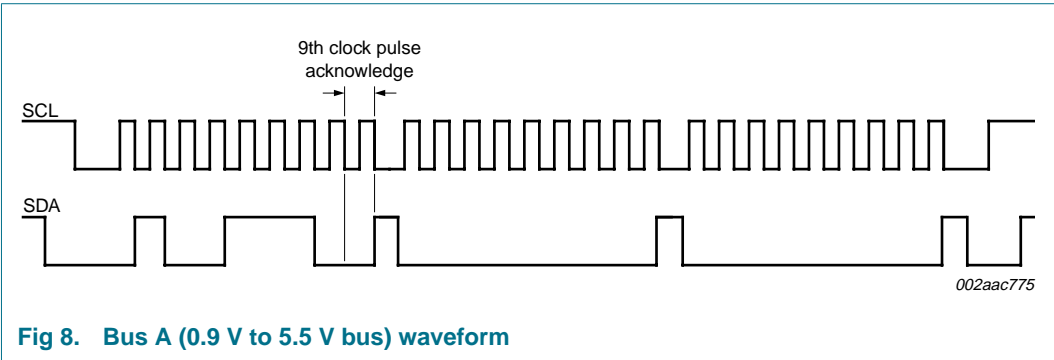 9th clock pulse
acknowledge
SCL
SDA
002aac775
Fig 8. Bus A (0.9 V to 5.5 V bus) waveform